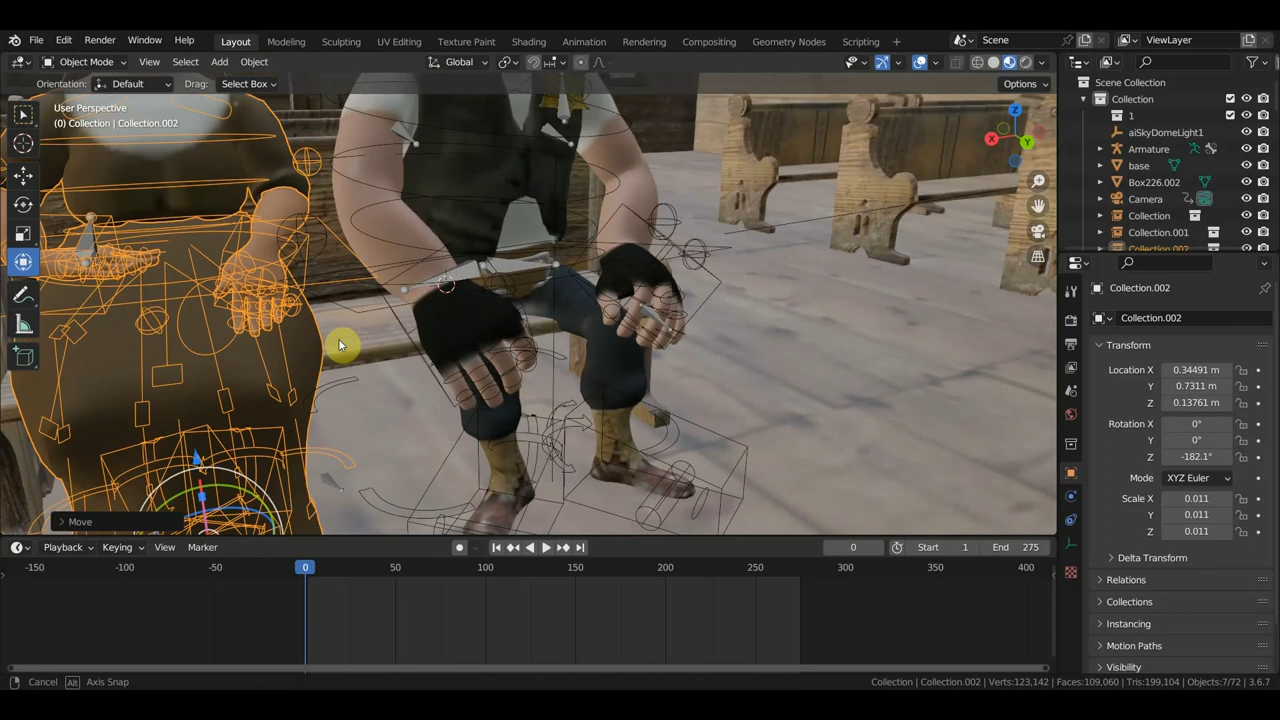 File Edit Render Window Help Layout Modeling Sculpting UV Editing Texture Paint Shading Animation Rendering Compositing Geometry Nodes Scripting + Scene ViewLayer
Object Mode View Select Add Object Global
Orientation: Default Drag: Select Box Options
User Perspective
(0) Collection | Collection.002
Z
X
Y
Scene Collection
Collection
1
aiSkyDomeLight1
Armature
base
Box226.002
Camera
Collection
Collection.001
Collection.002
Collection.002
Collection.002
Transform
Location X 0.34491 m
Y 0.7311 m
Z 0.13761 m
Rotation X 0°
Y 0°
Z -182.1°
Mode XYZ Euler
Scale X 0.011
Y 0.011
Z 0.011
Delta Transform
Relations
Collections
Instancing
Motion Paths
Visibility
Move
Playback Keying View Marker 0 Start 1 End 275
-150 -100 -50 0 50 100 150 200 250 300 350 400
Cancel Alt Axis Snap Collection | Collection.002 | Verts:123,142 | Faces:109,060 | Tris:199,104 | Objects:7/72 | 3.6.7